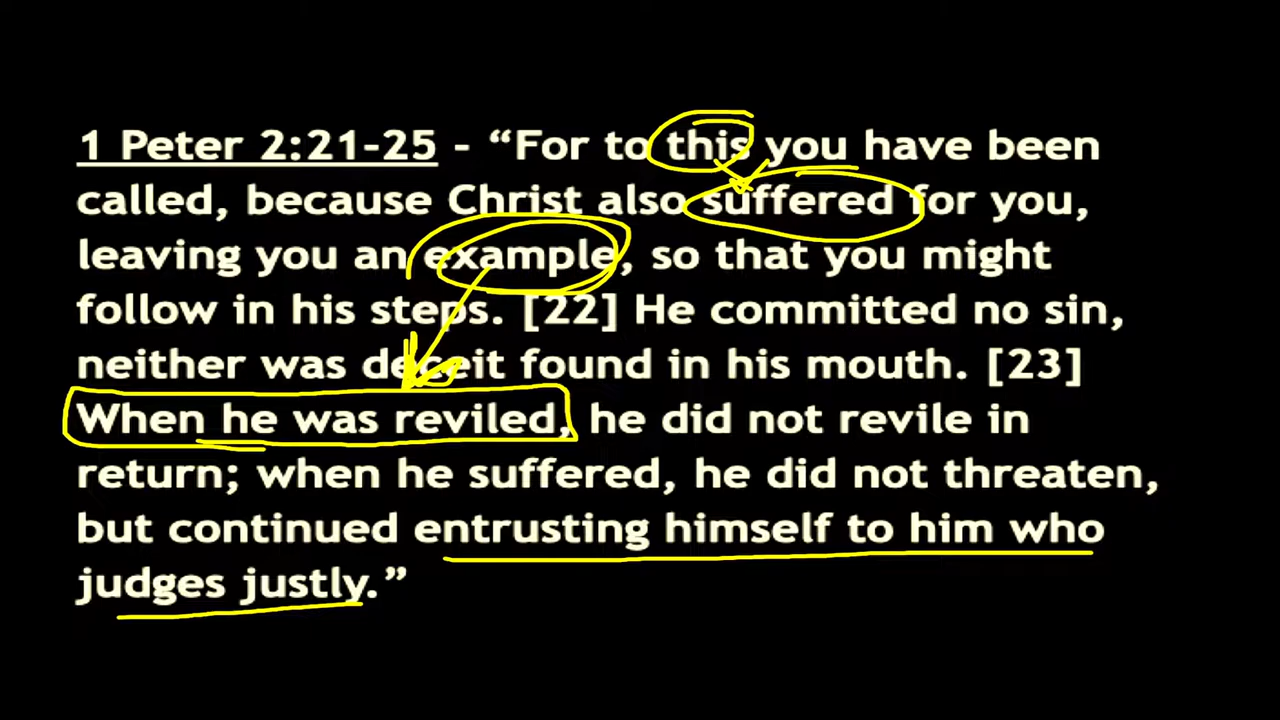 1 Peter 2:21-25 - “For to this you have been
called, because Christ also suffered for you,
leaving you an example, so that you might
follow in his steps. [22] He committed no sin,
neither was deceit found in his mouth. [23]
When he was reviled, he did not revile in
return; when he suffered, he did not threaten,
but continued entrusting himself to him who
judges justly.”